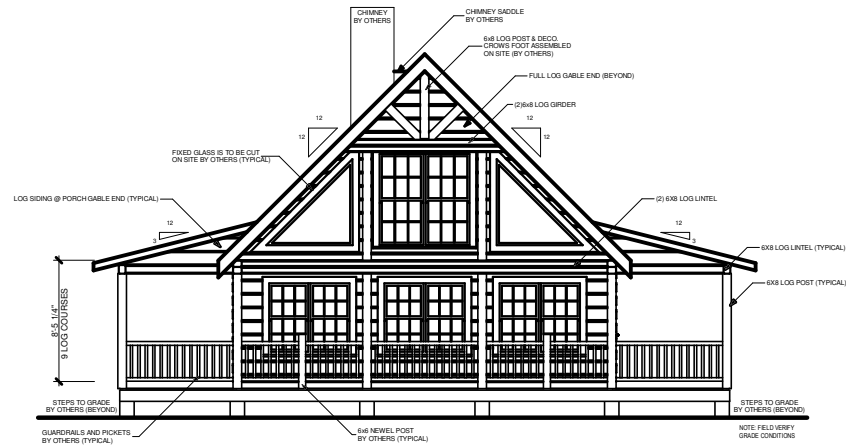 CHIMNEY
BY OTHERS
CHIMNEY SADDLE
BY OTHERS
6x8 LOG POST & DECO.
CROWS FOOT ASSEMBLED
ON SITE (BY OTHERS)
FULL LOG GABLE END (BEYOND)
(2)6x8 LOG GIRDER
12
12
12
12
FIXED GLASS IS TO BE CUT
ON SITE BY OTHERS (TYPICAL)
LOG SIDING @ PORCH GABLE END (TYPICAL)
(2) 6X8 LOG LINTEL
12
3
12
3
6X8 LOG LINTEL (TYPICAL)
6X8 LOG POST (TYPICAL)
8'-5 1/4"
9 LOG COURSES
STEPS TO GRADE
BY OTHERS (BEYOND)
STEPS TO GRADE
BY OTHERS (BEYOND)
GUARDRAILS AND PICKETS
BY OTHERS (TYPICAL)
6x6 NEWEL POST
BY OTHERS (TYPICAL)
NOTE: FIELD VERIFY
GRADE CONDITIONS